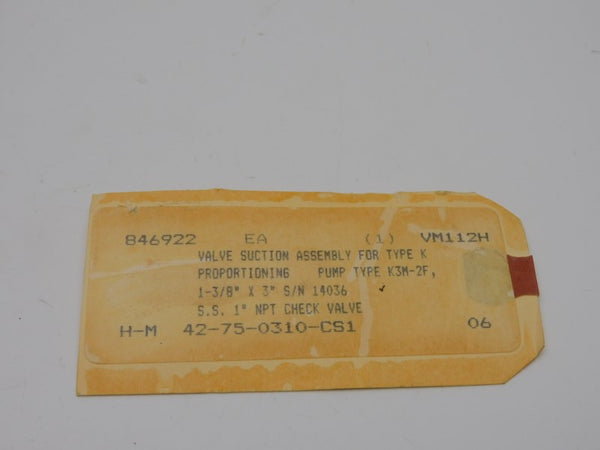 846922 EA (1) VM112H
VALVE SUCTION ASSEMBLY FOR TYPE K
PROPORTIONING PUMP TYPE K3M-2F,
1-3/8" X 3" S/N 14036
S.S. 1" NPT CHECK VALVE
H-M 42-75-0310-CS1 06